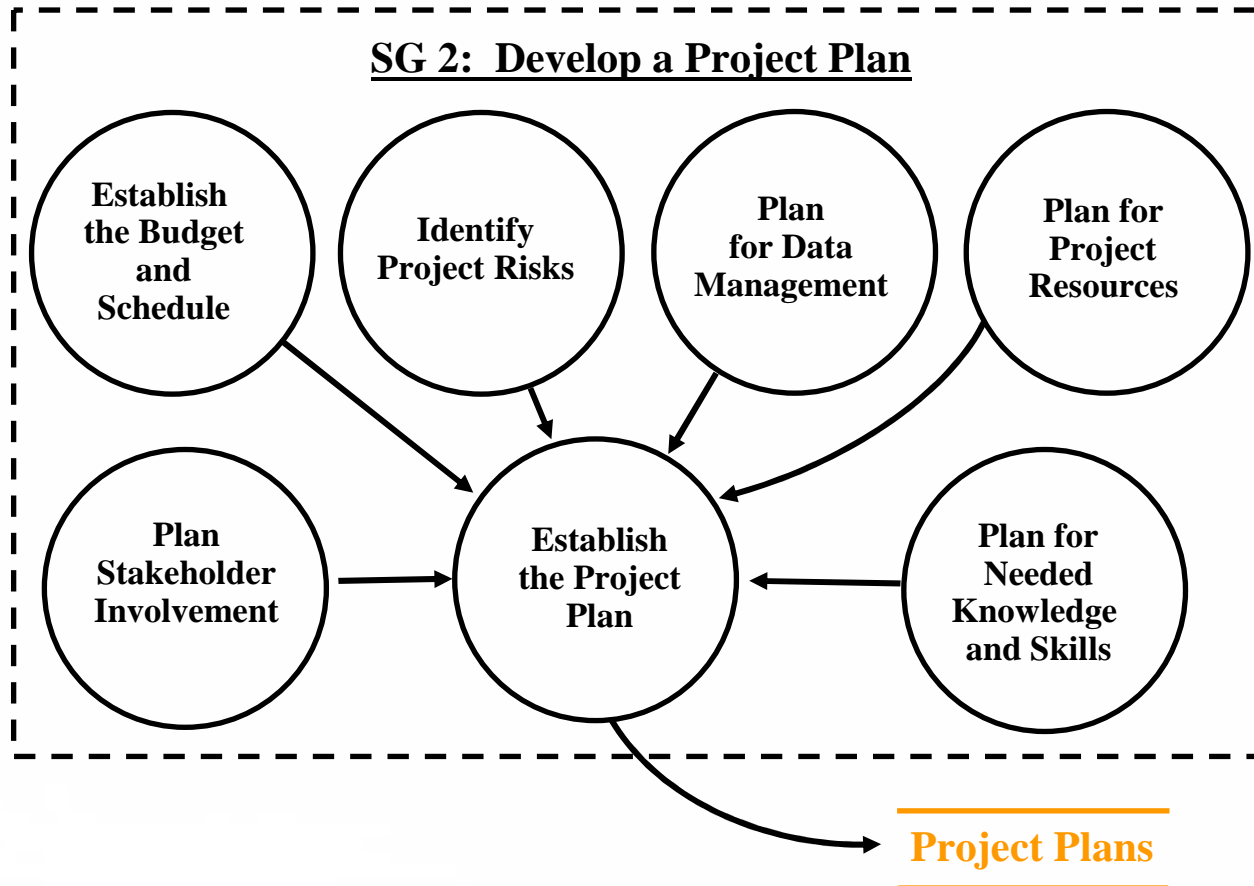 SG 2: Develop a Project Plan
Establish
the Budget
and
Schedule
Identify
Project Risks
Plan
for Data
Management
Plan for
Project
Resources
Plan
Stakeholder
Involvement
Establish
the Project
Plan
Plan for
Needed
Knowledge
and Skills
Project Plans